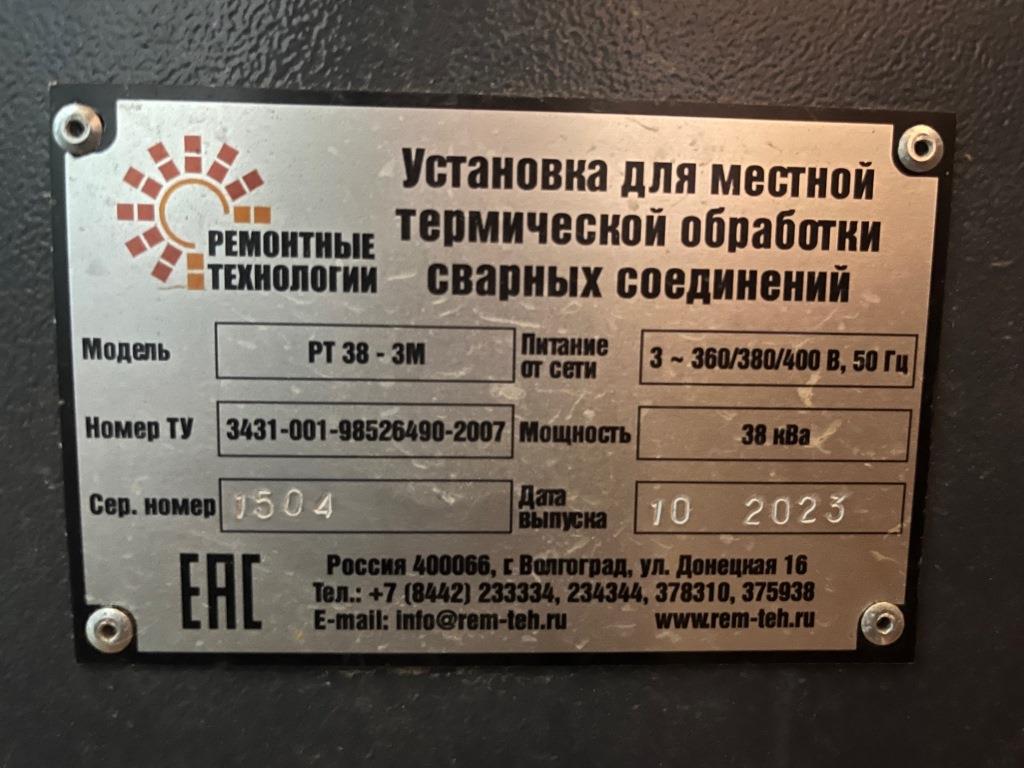 РЕМОНТНЫЕ
ТЕХНОЛОГИИ
Установка для местной
термической обработки
сварных соединений
Модель РТ 38 - 3М Питание от сети 3 ~ 360/380/400 В, 50 Гц
Номер ТУ 3431-001-98526490-2007 Мощность 38 кВа
Сер. номер 1504 Дата выпуска 10 2023
EAC
Россия 400066, г. Волгоград, ул. Донецкая 16
Тел.: +7 (8442) 233334, 234344, 378310, 375938
E-mail: info@rem-teh.ru www.rem-teh.ru